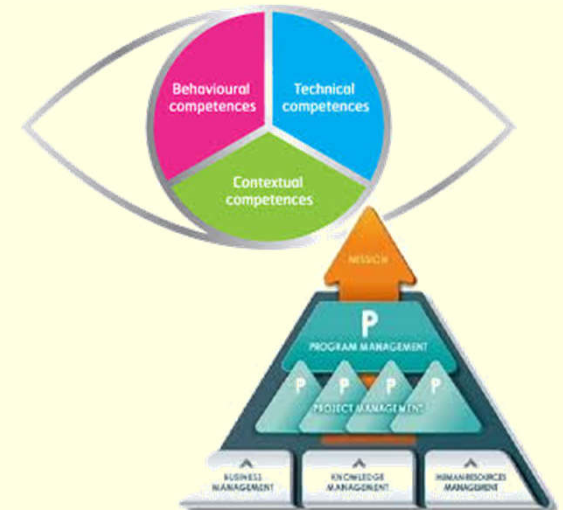 Behavioural
competences
Technical
competences
Contextual
competences
MISSION
P
PROGRAM MANAGEMENT
P P P P
PROJECT MANAGEMENT
BUSINESS
MANAGEMENT
KNOWLEDGE
MANAGEMENT
HUMAN-RESOURCES
MANAGEMENT